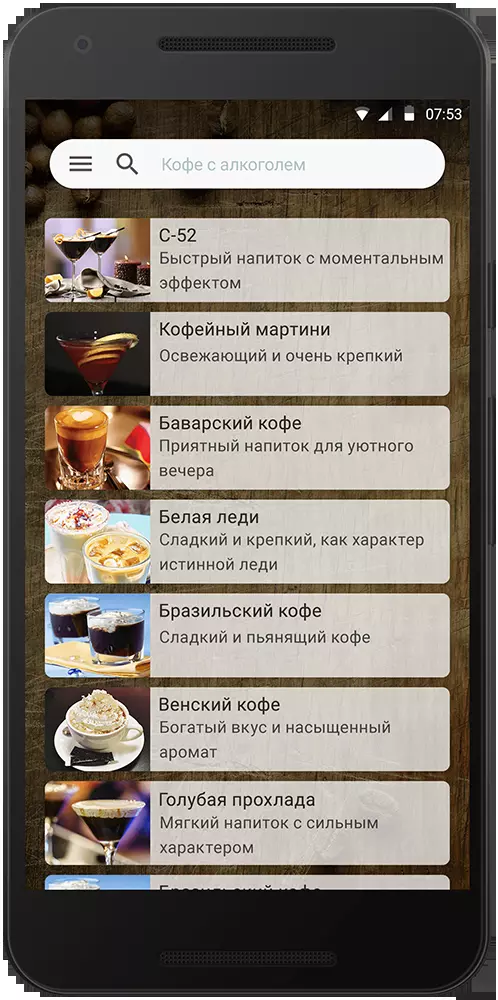 07:53
Кофе с алкоголем
С-52
Быстрый напиток с моментальным
эффектом
Кофейный мартини
Освежающий и очень крепкий
Баварский кофе
Приятный напиток для уютного
вечера
Белая леди
Сладкий и крепкий, как характер
истинной леди
Бразильский кофе
Сладкий и пьянящий кофе
Венский кофе
Богатый вкус и насыщенный
аромат
Голубая прохлада
Мягкий напиток с сильным
характером
Бразильский кофе